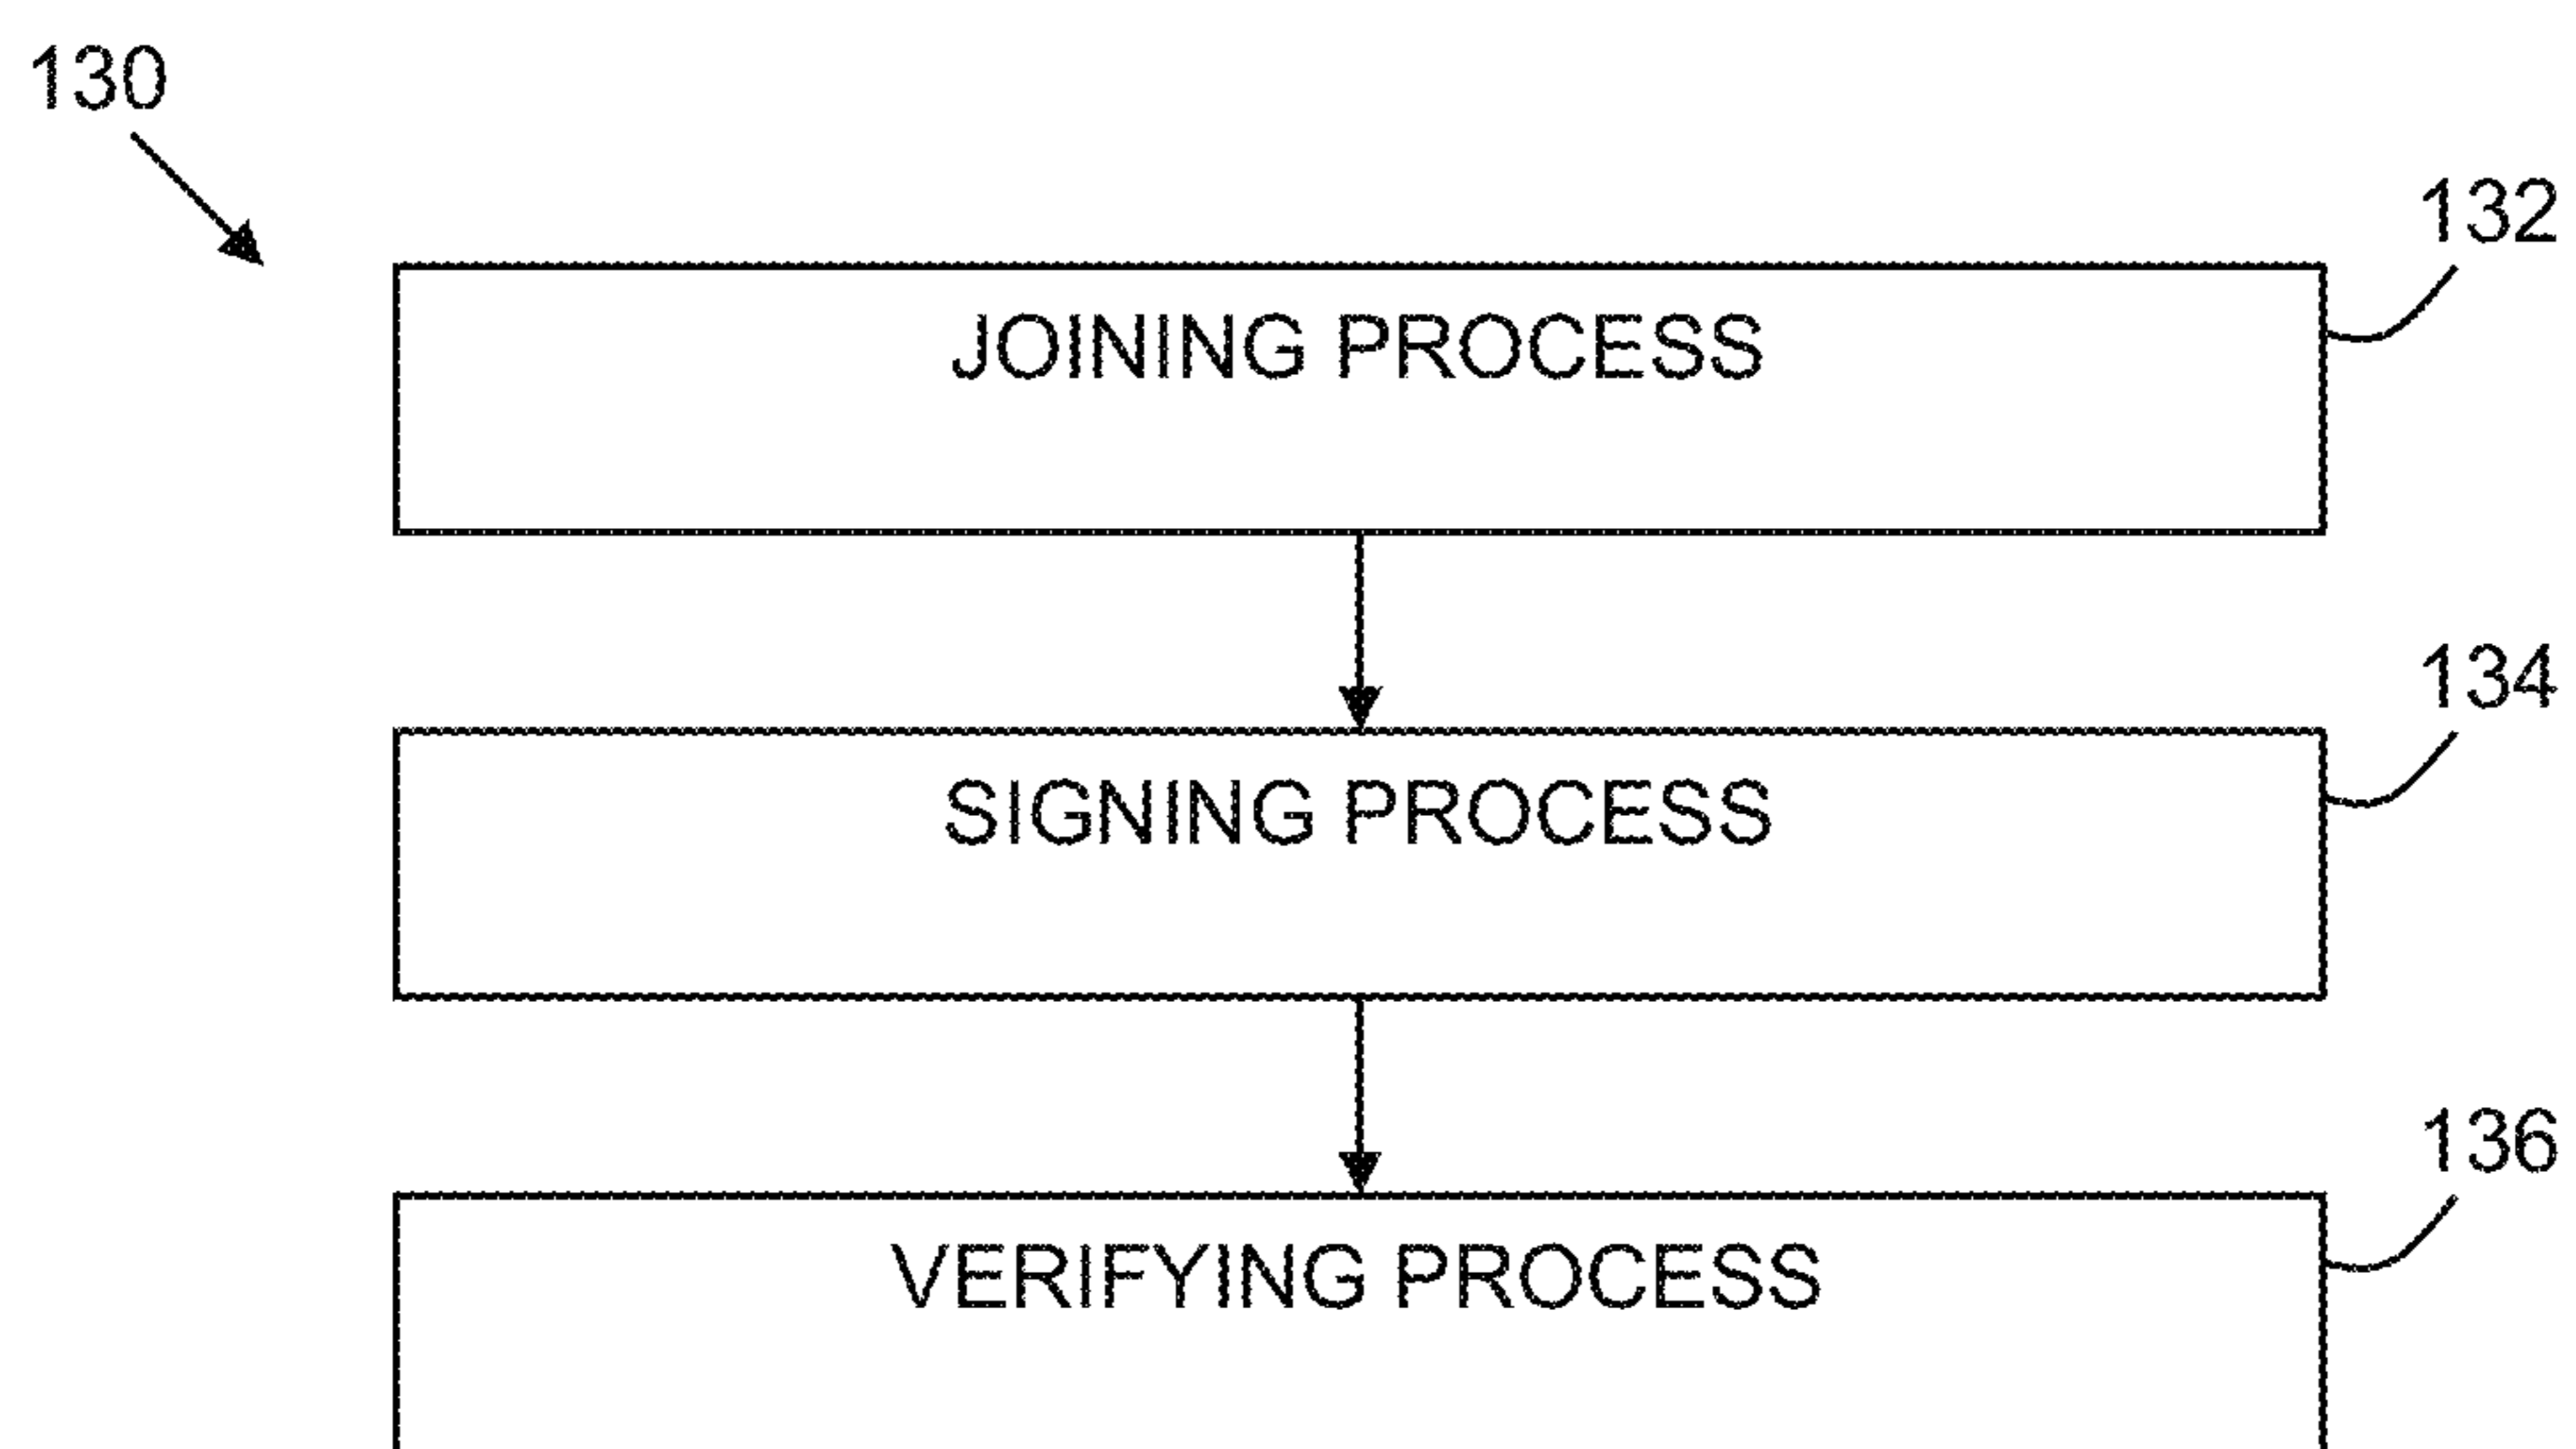 130
132
JOINING PROCESS
134
SIGNING PROCESS
136
VERIFYING PROCESS